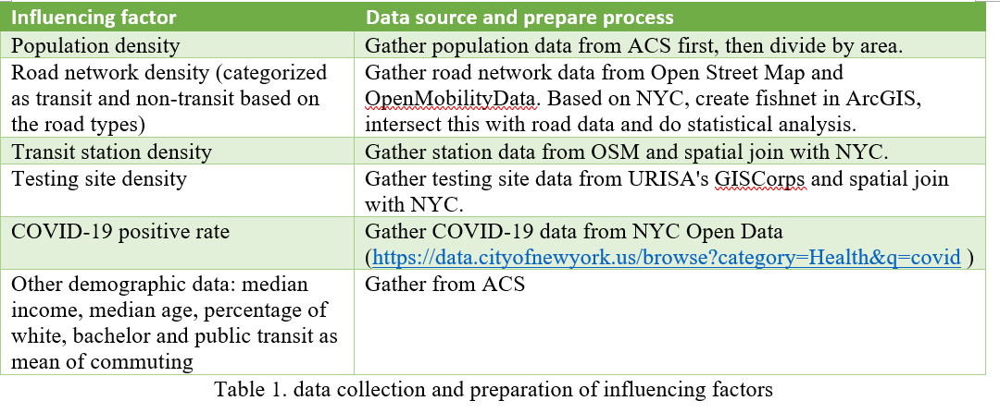 Influencing factor
Data source and prepare process
Population density
Gather population data from ACS first, then divide by area.
Road network density (categorized
as transit and non-transit based on
the road types)
Gather road network data from Open Street Map and
OpenMobilityData. Based on NYC, create fishnet in ArcGIS,
intersect this with road data and do statistical analysis.
Transit station density
Gather station data from OSM and spatial join with NYC.
Testing site density
Gather testing site data from URISA's GISCorps and spatial join
with NYC.
COVID-19 positive rate
Gather COVID-19 data from NYC Open Data
(https://data.cityofnewyork.us/browse?category=Health&q=covid )
Other demographic data: median
income, median age, percentage of
white, bachelor and public transit as
mean of commuting
Gather from ACS
Table 1. data collection and preparation of influencing factors